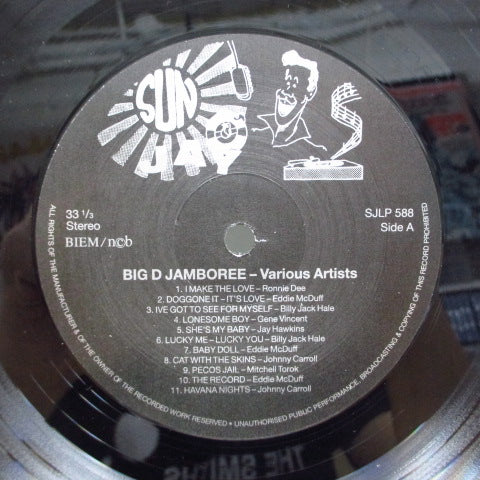 SUN
33 1/3
Stereo
BIEM/n©b
SJLP 588
Side A
BIG D JAMBOREE – Various Artists
1. I MAKE THE LOVE – Ronnie Dee
2. DOGGONE IT – IT'S LOVE – Eddie McDuff
3. IVE GOT TO SEE FOR MYSELF – Billy Jack Hale
4. LONESOME BOY – Gene Vincent
5. SHE'S MY BABY – Jay Hawkins
6. LUCKY ME – LUCKY YOU – Billy Jack Hale
7. BABY DOLL – Eddie McDuff
8. CAT WITH THE SKINS – Johnny Carroll
9. PECOS JAIL – Mitchell Torok
10. THE RECORD – Eddie McDuff
11. HAVANA NIGHTS – Johnny Carroll
ALL RIGHTS OF THE MANUFACTURER & OF THE OWNER OF THE RECORDED WORK RESERVED • UNAUTHORISED PUBLIC PERFORMANCE, BROADCASTING & COPYING OF THIS RECORD PROHIBITED
THE SMITHS